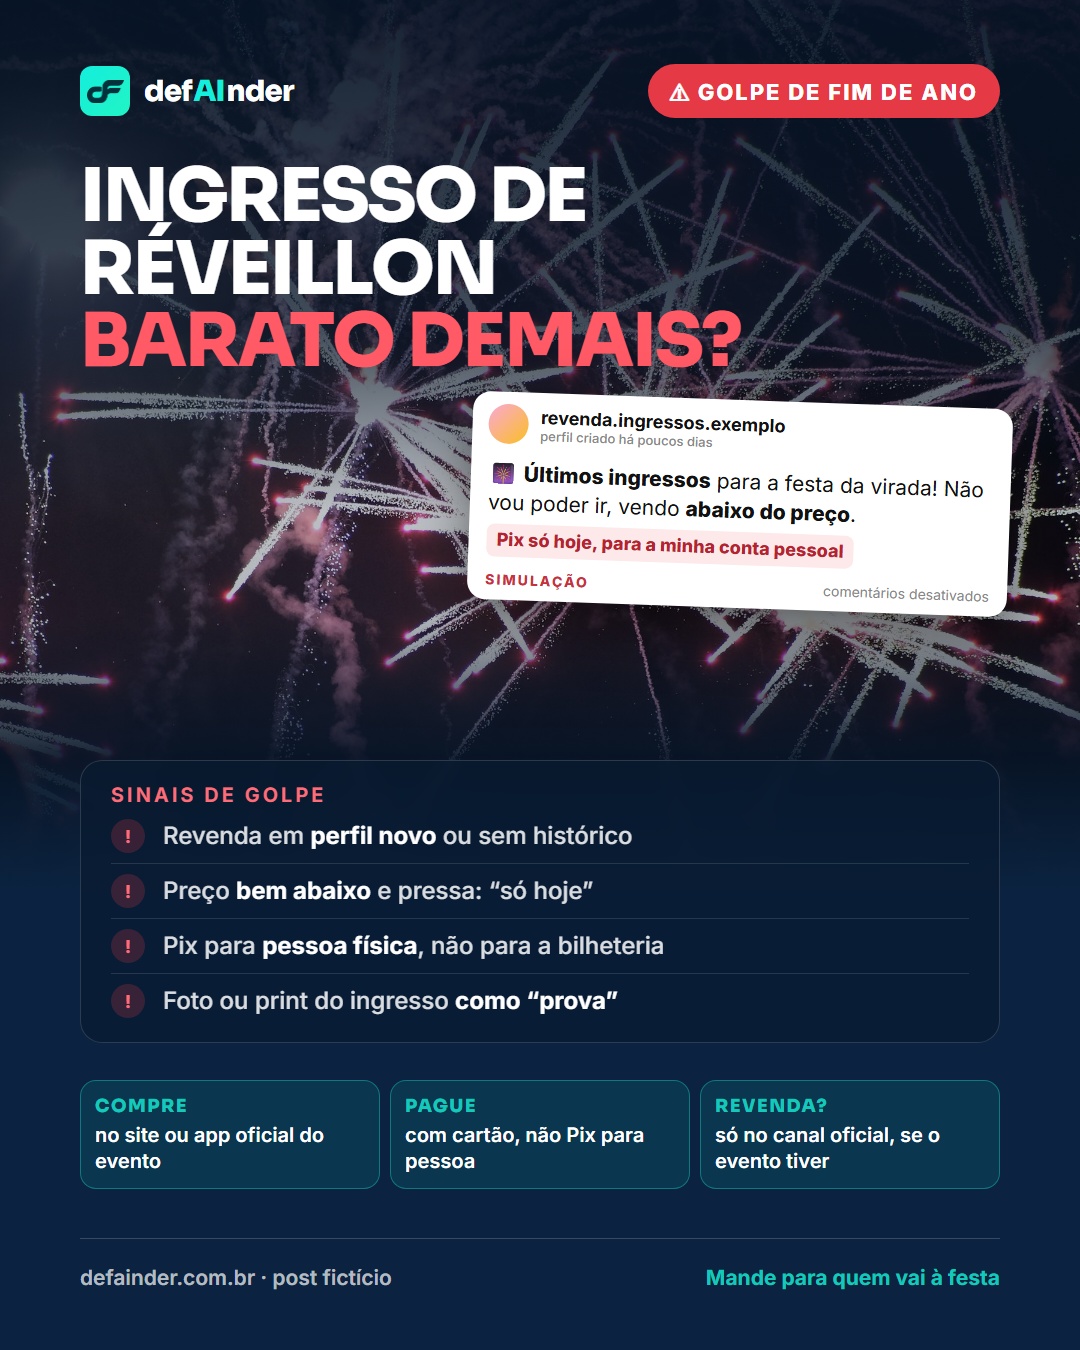 defAInder
⚠ GOLPE DE FIM DE ANO
INGRESSO DE
RÉVEILLON
BARATO DEMAIS?
revenda.ingressos.exemplo
perfil criado há poucos dias
🎆 Últimos ingressos para a festa da virada! Não
vou poder ir, vendo abaixo do preço.
Pix só hoje, para a minha conta pessoal
SIMULAÇÃO
comentários desativados
SINAIS DE GOLPE
! Revenda em perfil novo ou sem histórico
! Preço bem abaixo e pressa: “só hoje”
! Pix para pessoa física, não para a bilheteria
! Foto ou print do ingresso como “prova”
COMPRE
no site ou app oficial do
evento
PAGUE
com cartão, não Pix para
pessoa
REVENDA?
só no canal oficial, se o
evento tiver
defainder.com.br · post fictício
Mande para quem vai à festa